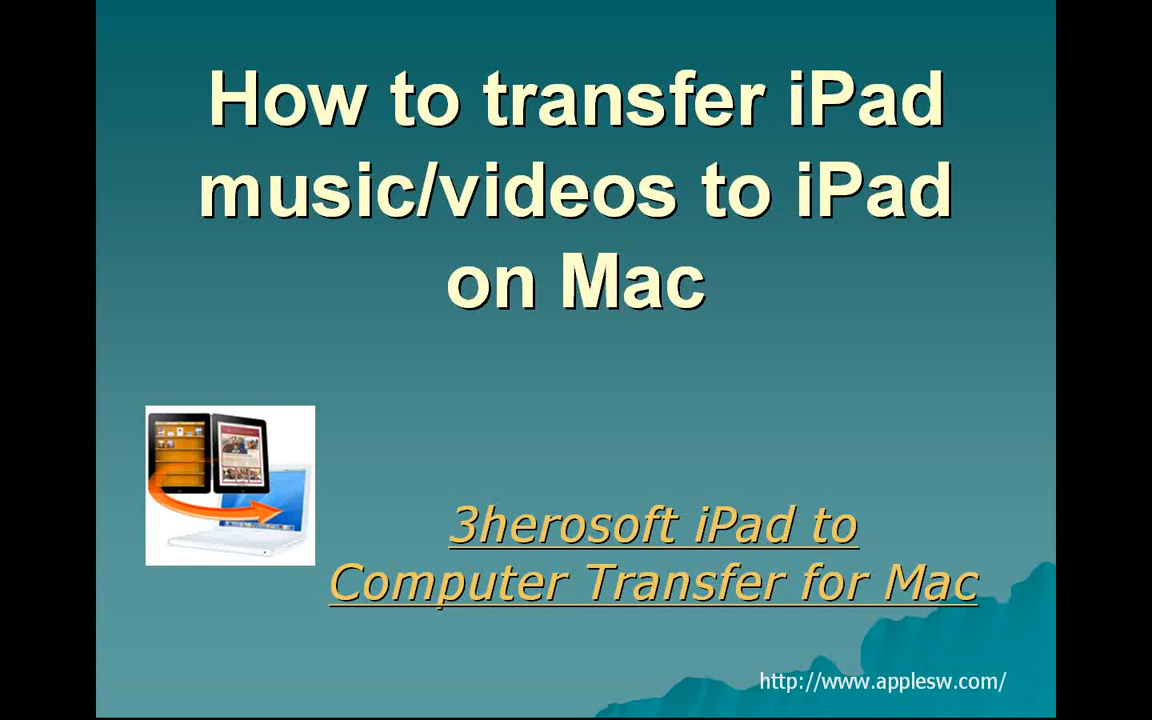 How to transfer iPad
music/videos to iPad
on Mac
3herosoft iPad to
Computer Transfer for Mac
http://www.applesw.com/